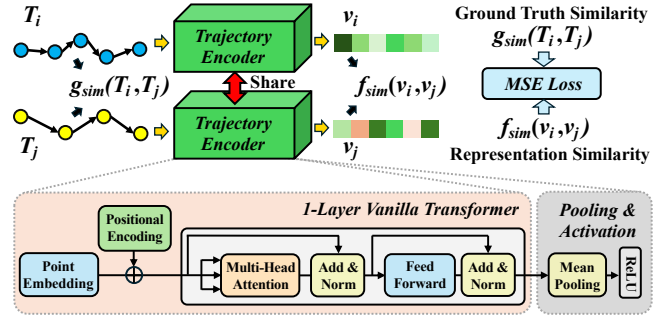 T_i
Trajectory
Encoder
v_i
Ground Truth Similarity
g_sim(T_i,T_j)
g_sim(T_i,T_j)
Share
f_sim(v_i,v_j)
MSE Loss
T_j
Trajectory
Encoder
v_j
f_sim(v_i,v_j)
Representation Similarity
1-Layer Vanilla Transformer
Pooling &
Activation
Positional
Encoding
Point
Embedding
Multi-Head
Attention
Add &
Norm
Feed
Forward
Add &
Norm
Mean
Pooling
ReLU